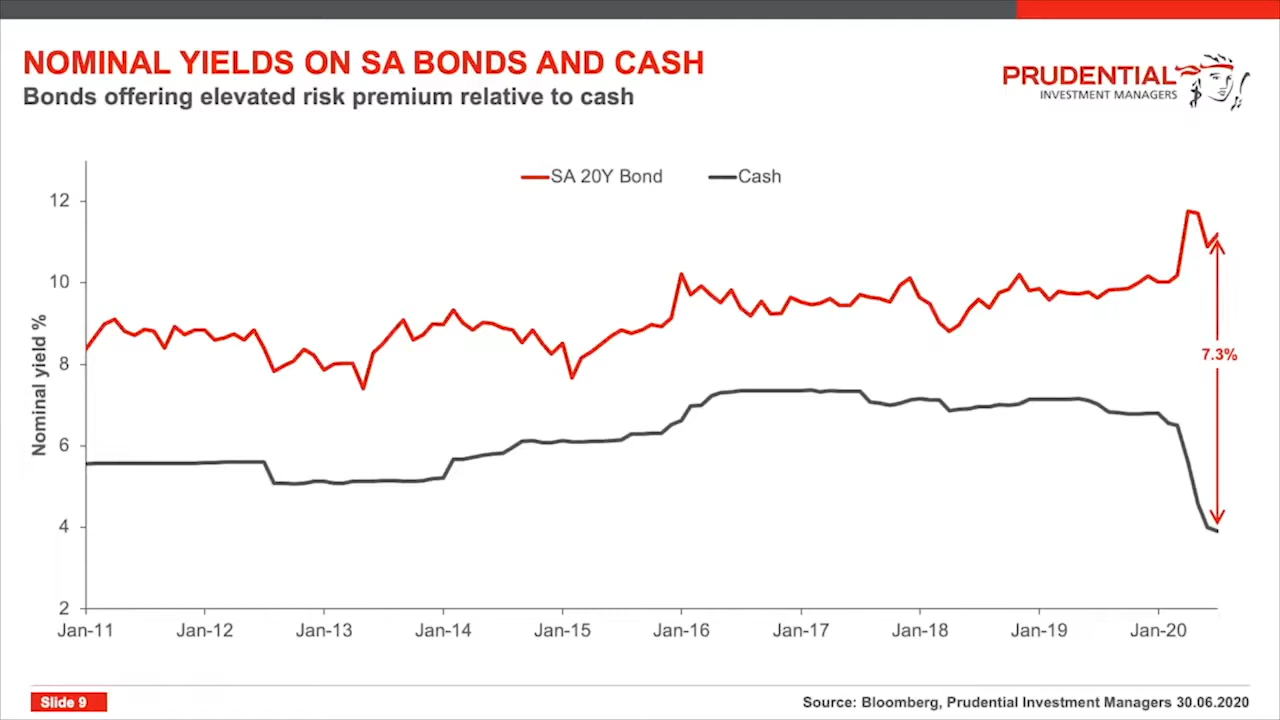 NOMINAL YIELDS ON SA BONDS AND CASH
Bonds offering elevated risk premium relative to cash
PRUDENTIAL
INVESTMENT MANAGERS
SA 20Y Bond
Cash
Nominal yield %
12
10
8
6
4
2
7.3%
Jan-11
Jan-12
Jan-13
Jan-14
Jan-15
Jan-16
Jan-17
Jan-18
Jan-19
Jan-20
Slide 9
Source: Bloomberg, Prudential Investment Managers 30.06.2020